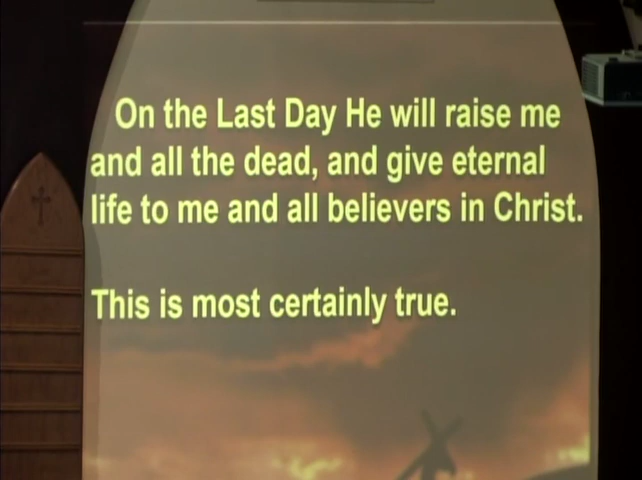 On the Last Day He will raise me
and all the dead, and give eternal
life to me and all believers in Christ.
This is most certainly true.